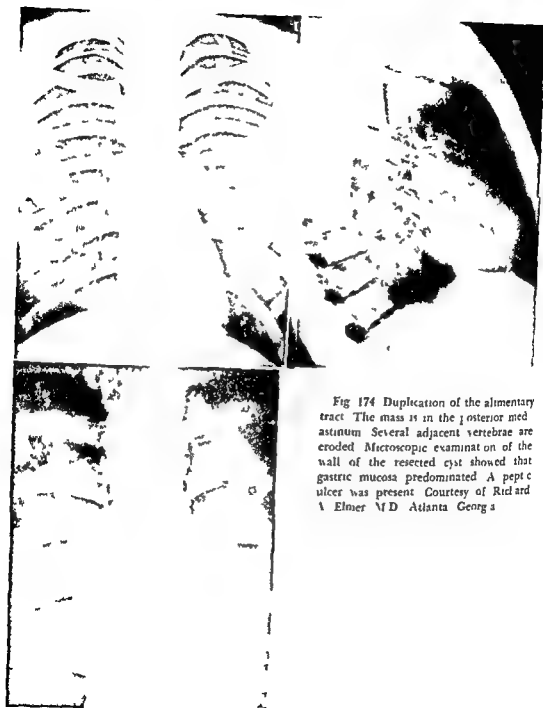 Fig 174 Duplication of the alimentary
tract The mass is in the posterior med
astinum Several adjacent vertebrae are
eroded Microscopic examination of the
wall of the resected cyst showed that
gastric mucosa predominated A peptic
ulcer was present Courtesy of Richard
Elmer M D Atlanta Georgia